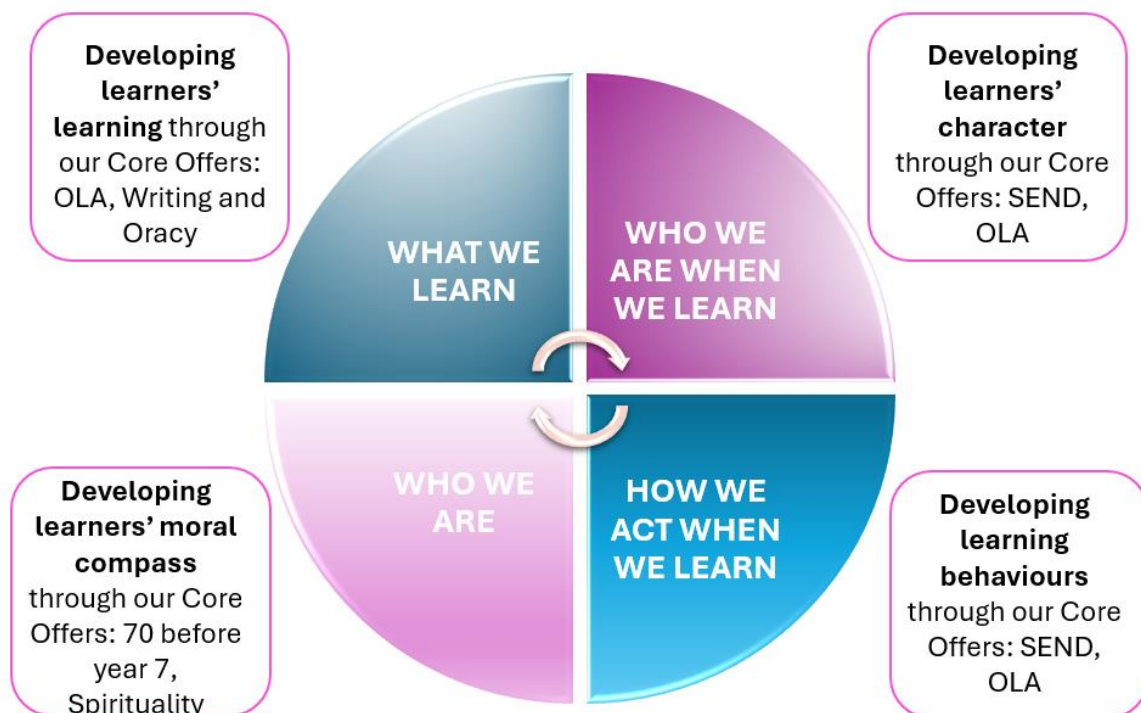 Developing
learners’
learning through
our Core Offers:
OLA, Writing and
Oracy
Developing
learners’
character
through our Core
Offers: SEND,
OLA
WHAT WE
LEARN
WHO WE
ARE WHEN
WE LEARN
WHO WE
ARE
HOW WE
ACT WHEN
WE LEARN
Developing
learners’ moral
compass
through our Core
Offers: 70 before
year 7,
Spirituality
Developing
learning
behaviours
through our Core
Offers: SEND,
OLA